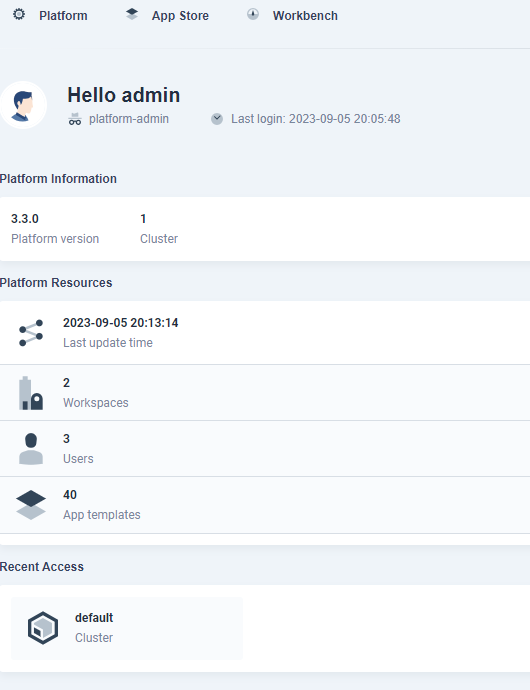 Platform App Store Workbench
Hello admin
platform-admin Last login: 2023-09-05 20:05:48
Platform Information
3.3.0 1
Platform version Cluster
Platform Resources
2023-09-05 20:13:14
Last update time
2
Workspaces
3
Users
40
App templates
Recent Access
default
Cluster